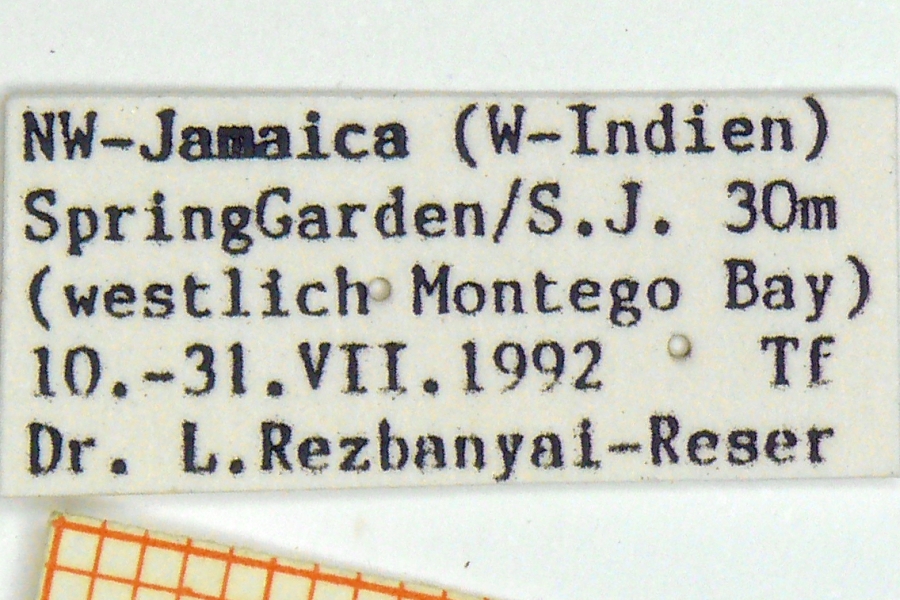 NW-Jamaica (W-Indien)
SpringGarden/S.J. 30m
(westlich Montego Bay)
10.-31.VII.1992 Tf
Dr. L.Rezbanyai-Reser